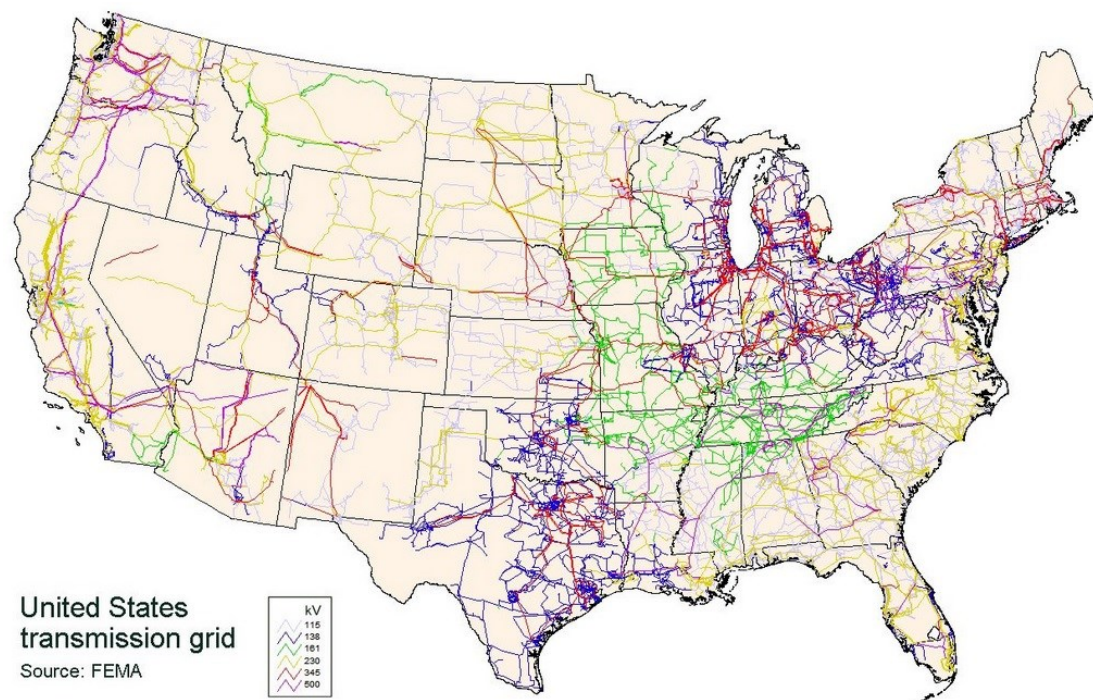 United States
transmission grid
Source: FEMA
kV
115
138
161
230
345
500